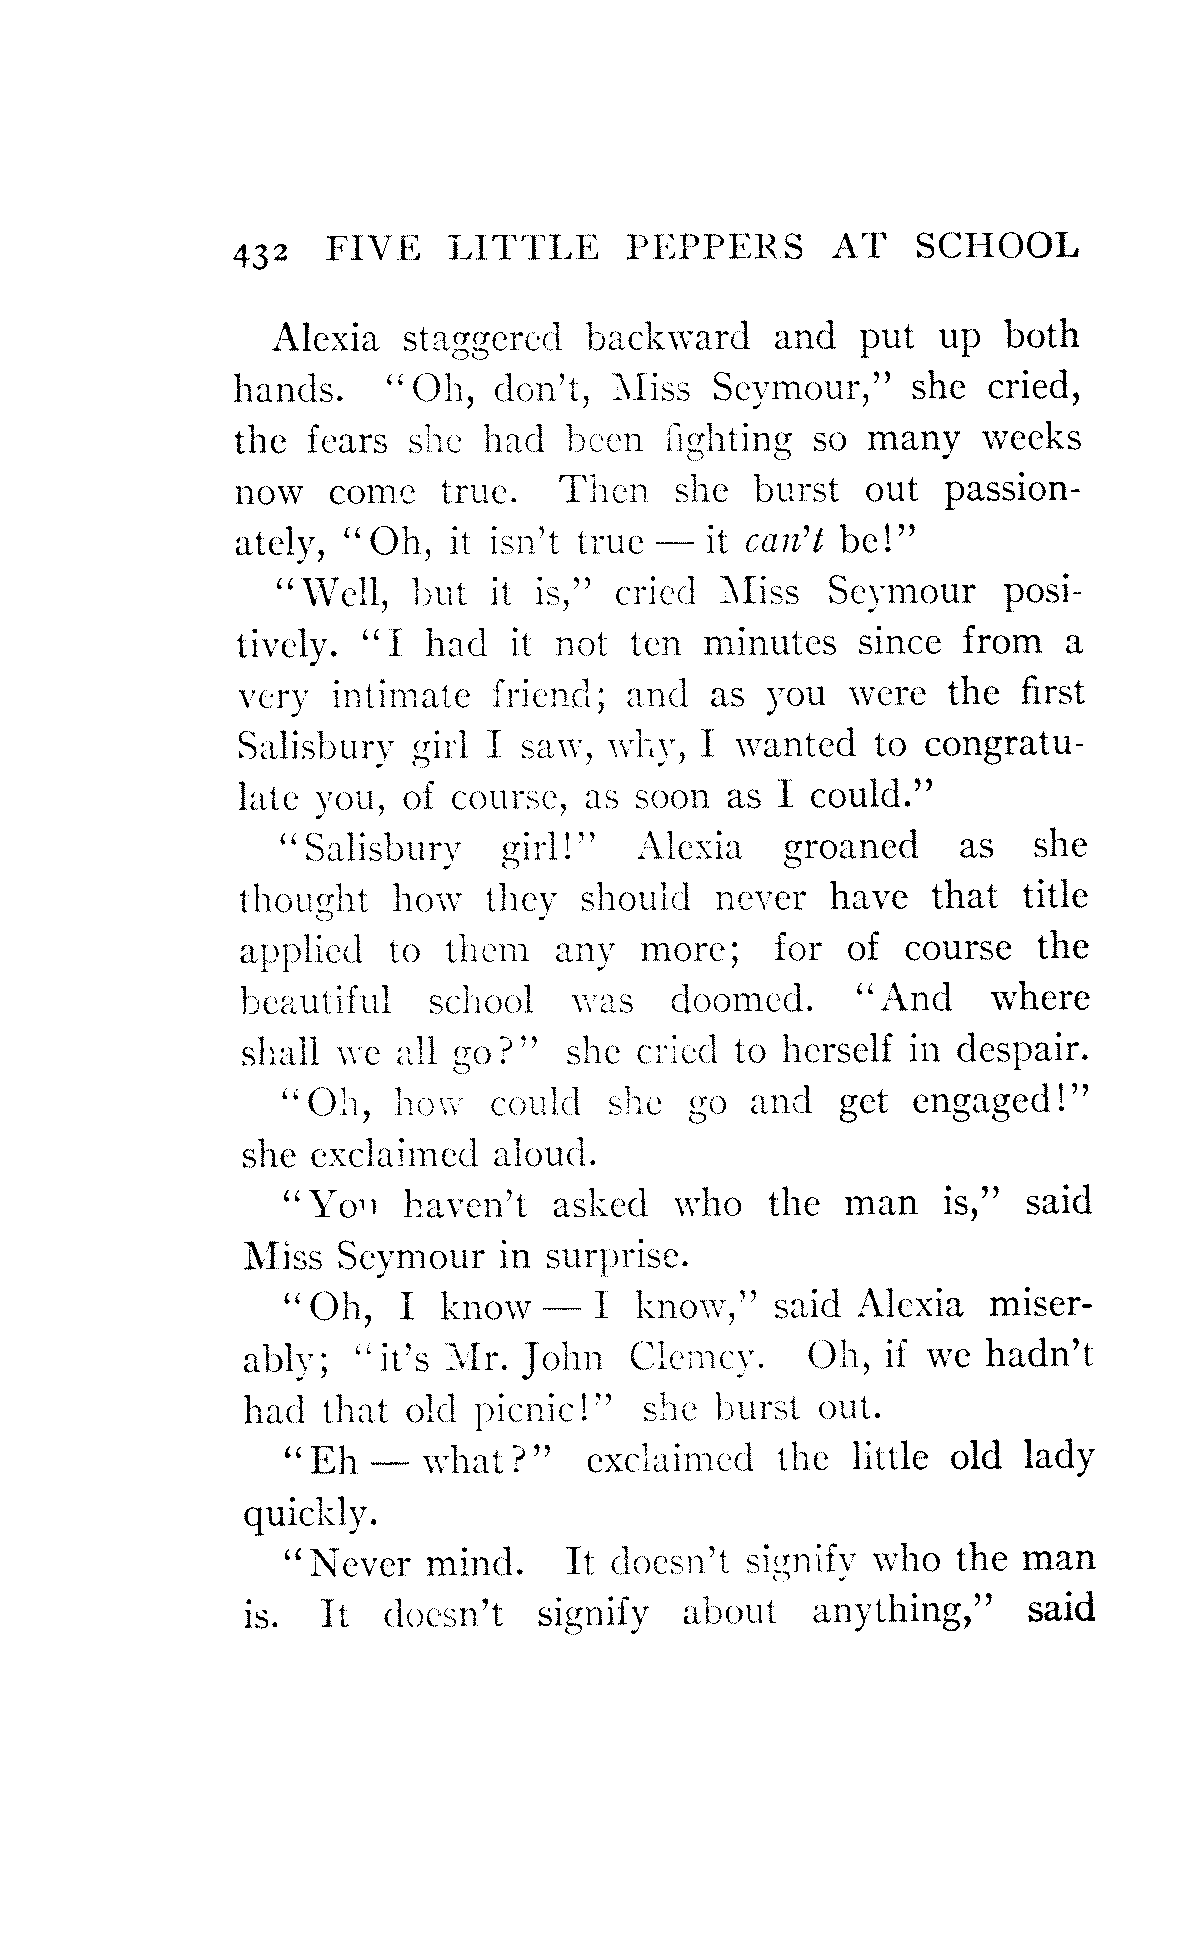 432 FIVE LITTLE PEPPERS AT SCHOOL
Alexia staggered backward and put up both
hands. "Oh, don't, Miss Seymour," she cried,
the fears she had been fighting so many weeks
now come true. Then she burst out passion-
ately, "Oh, it isn't true — it can't be!"
"Well, but it is," cried Miss Seymour posi-
tively. "I had it not ten minutes since from a
very intimate friend; and as you were the first
Salisbury girl I saw, why, I wanted to congratu-
late you, of course, as soon as I could."
"Salisbury girl!" Alexia groaned as she
thought how they should never have that title
applied to them any more; for of course the
beautiful school was doomed. "And where
shall we all go?" she cried to herself in despair.
"Oh, how could she go and get engaged!"
she exclaimed aloud.
"You haven't asked who the man is," said
Miss Seymour in surprise.
"Oh, I know — I know," said Alexia miser-
ably; "it's Mr. John Clemcy. Oh, if we hadn't
had that old picnic!" she burst out.
"Eh — what?" exclaimed the little old lady
quickly.
"Never mind. It doesn't signify who the man
is. It doesn't signify about anything," said